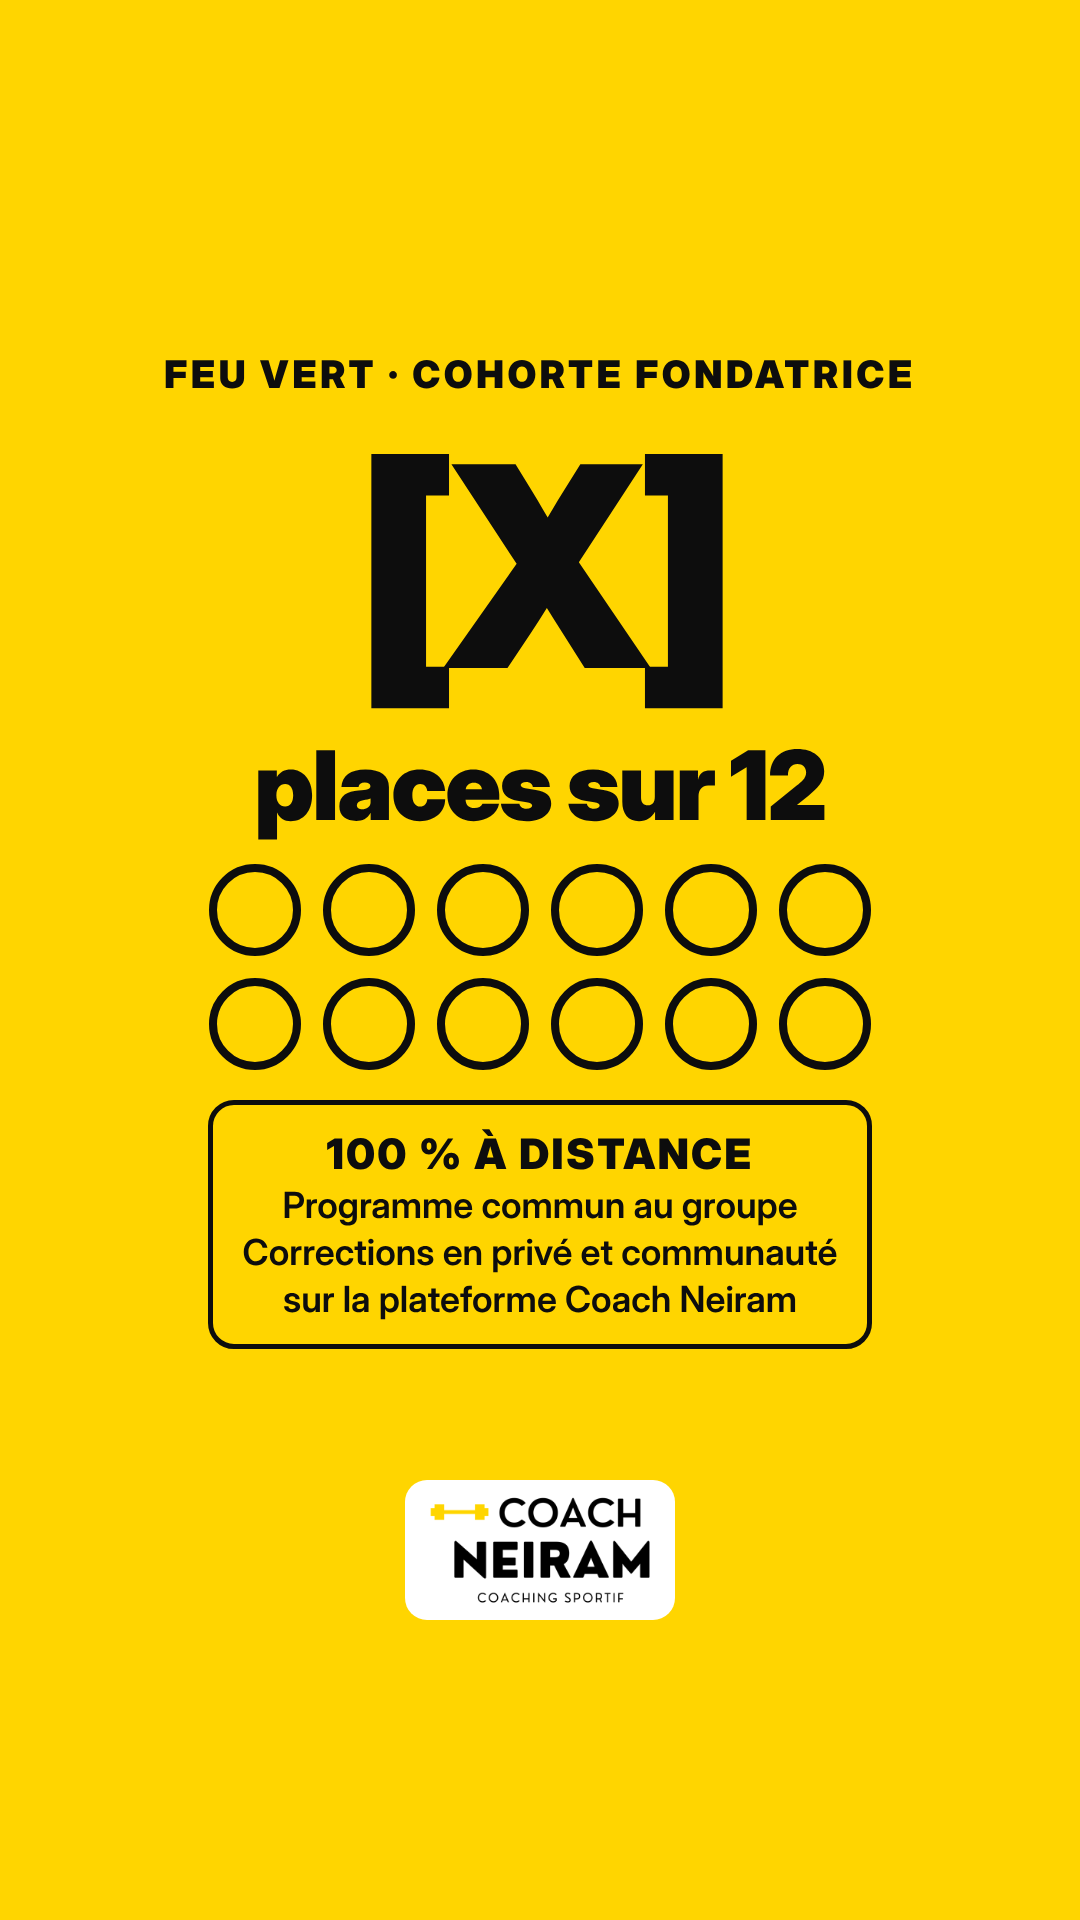 FEU VERT · COHORTE FONDATRICE
[X]
places sur 12
100 % À DISTANCE
Programme commun au groupe
Corrections en privé et communauté
sur la plateforme Coach Neiram
COACH
NEIRAM
COACHING SPORTIF